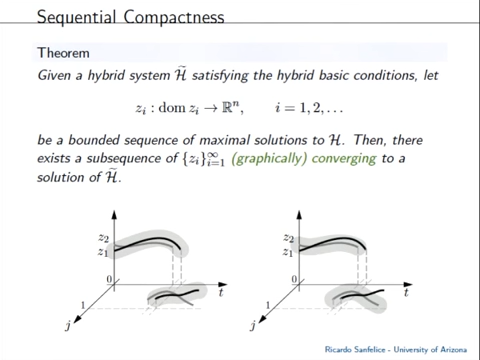 Sequential Compactness
Theorem
Given a hybrid system H̃ satisfying the hybrid basic conditions, let
z_i : dom z_i → ℝⁿ, i = 1, 2, …
be a bounded sequence of maximal solutions to H. Then, there
exists a subsequence of {z_i}_{i=1}^∞ (graphically) converging to a
solution of H̃.
z₂ z₂
z₁ z₁
0 0
t t
1 1
j j
Ricardo Sanfelice - University of Arizona